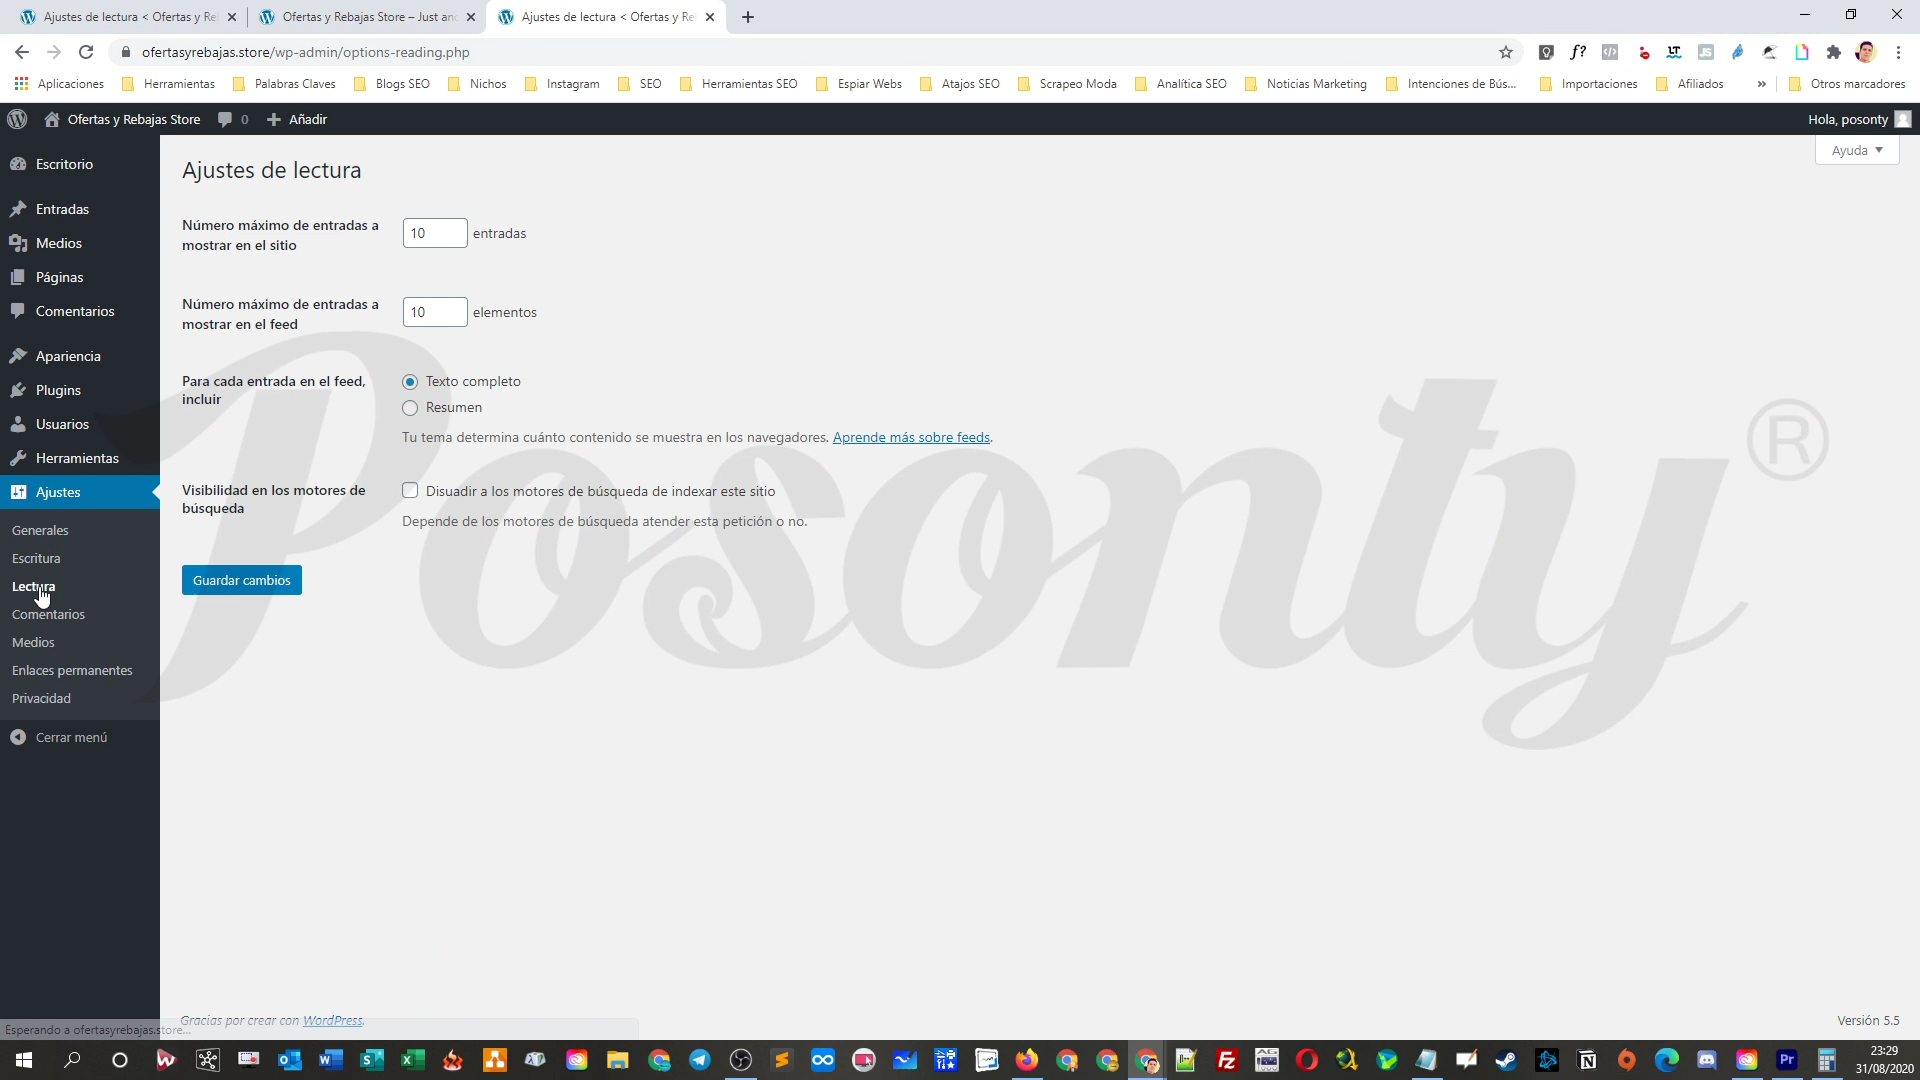 Ajustes de lectura < Ofertas y Re
Ofertas y Rebajas Store – Just an
Ajustes de lectura < Ofertas y Re
ofertasyrebajas.store/wp-admin/options-reading.php
Aplicaciones
Herramientas
Palabras Claves
Blogs SEO
Nichos
Instagram
SEO
Herramientas SEO
Espiar Webs
Atajos SEO
Scrapeo Moda
Analítica SEO
Noticias Marketing
Intenciones de Bús...
Importaciones
Afiliados
»
Otros marcadores
Ofertas y Rebajas Store
0
Añadir
Hola, posonty
Ayuda
Escritorio
Entradas
Medios
Páginas
Comentarios
Apariencia
Plugins
Usuarios
Herramientas
Ajustes
Generales
Escritura
Lectura
Comentarios
Medios
Enlaces permanentes
Privacidad
Cerrar menú
Ajustes de lectura
Número máximo de entradas a
mostrar en el sitio
10 entradas
Número máximo de entradas a
mostrar en el feed
10 elementos
Para cada entrada en el feed,
incluir
Texto completo
Resumen
Tu tema determina cuánto contenido se muestra en los navegadores. Aprende más sobre feeds.
Visibilidad en los motores de
búsqueda
Disuadir a los motores de búsqueda de indexar este sitio
Depende de los motores de búsqueda atender esta petición o no.
Guardar cambios
Posonty®
Gracias por crear con WordPress.
Versión 5.5
Esperando a ofertasyrebajas.store...
23:29
31/08/2020